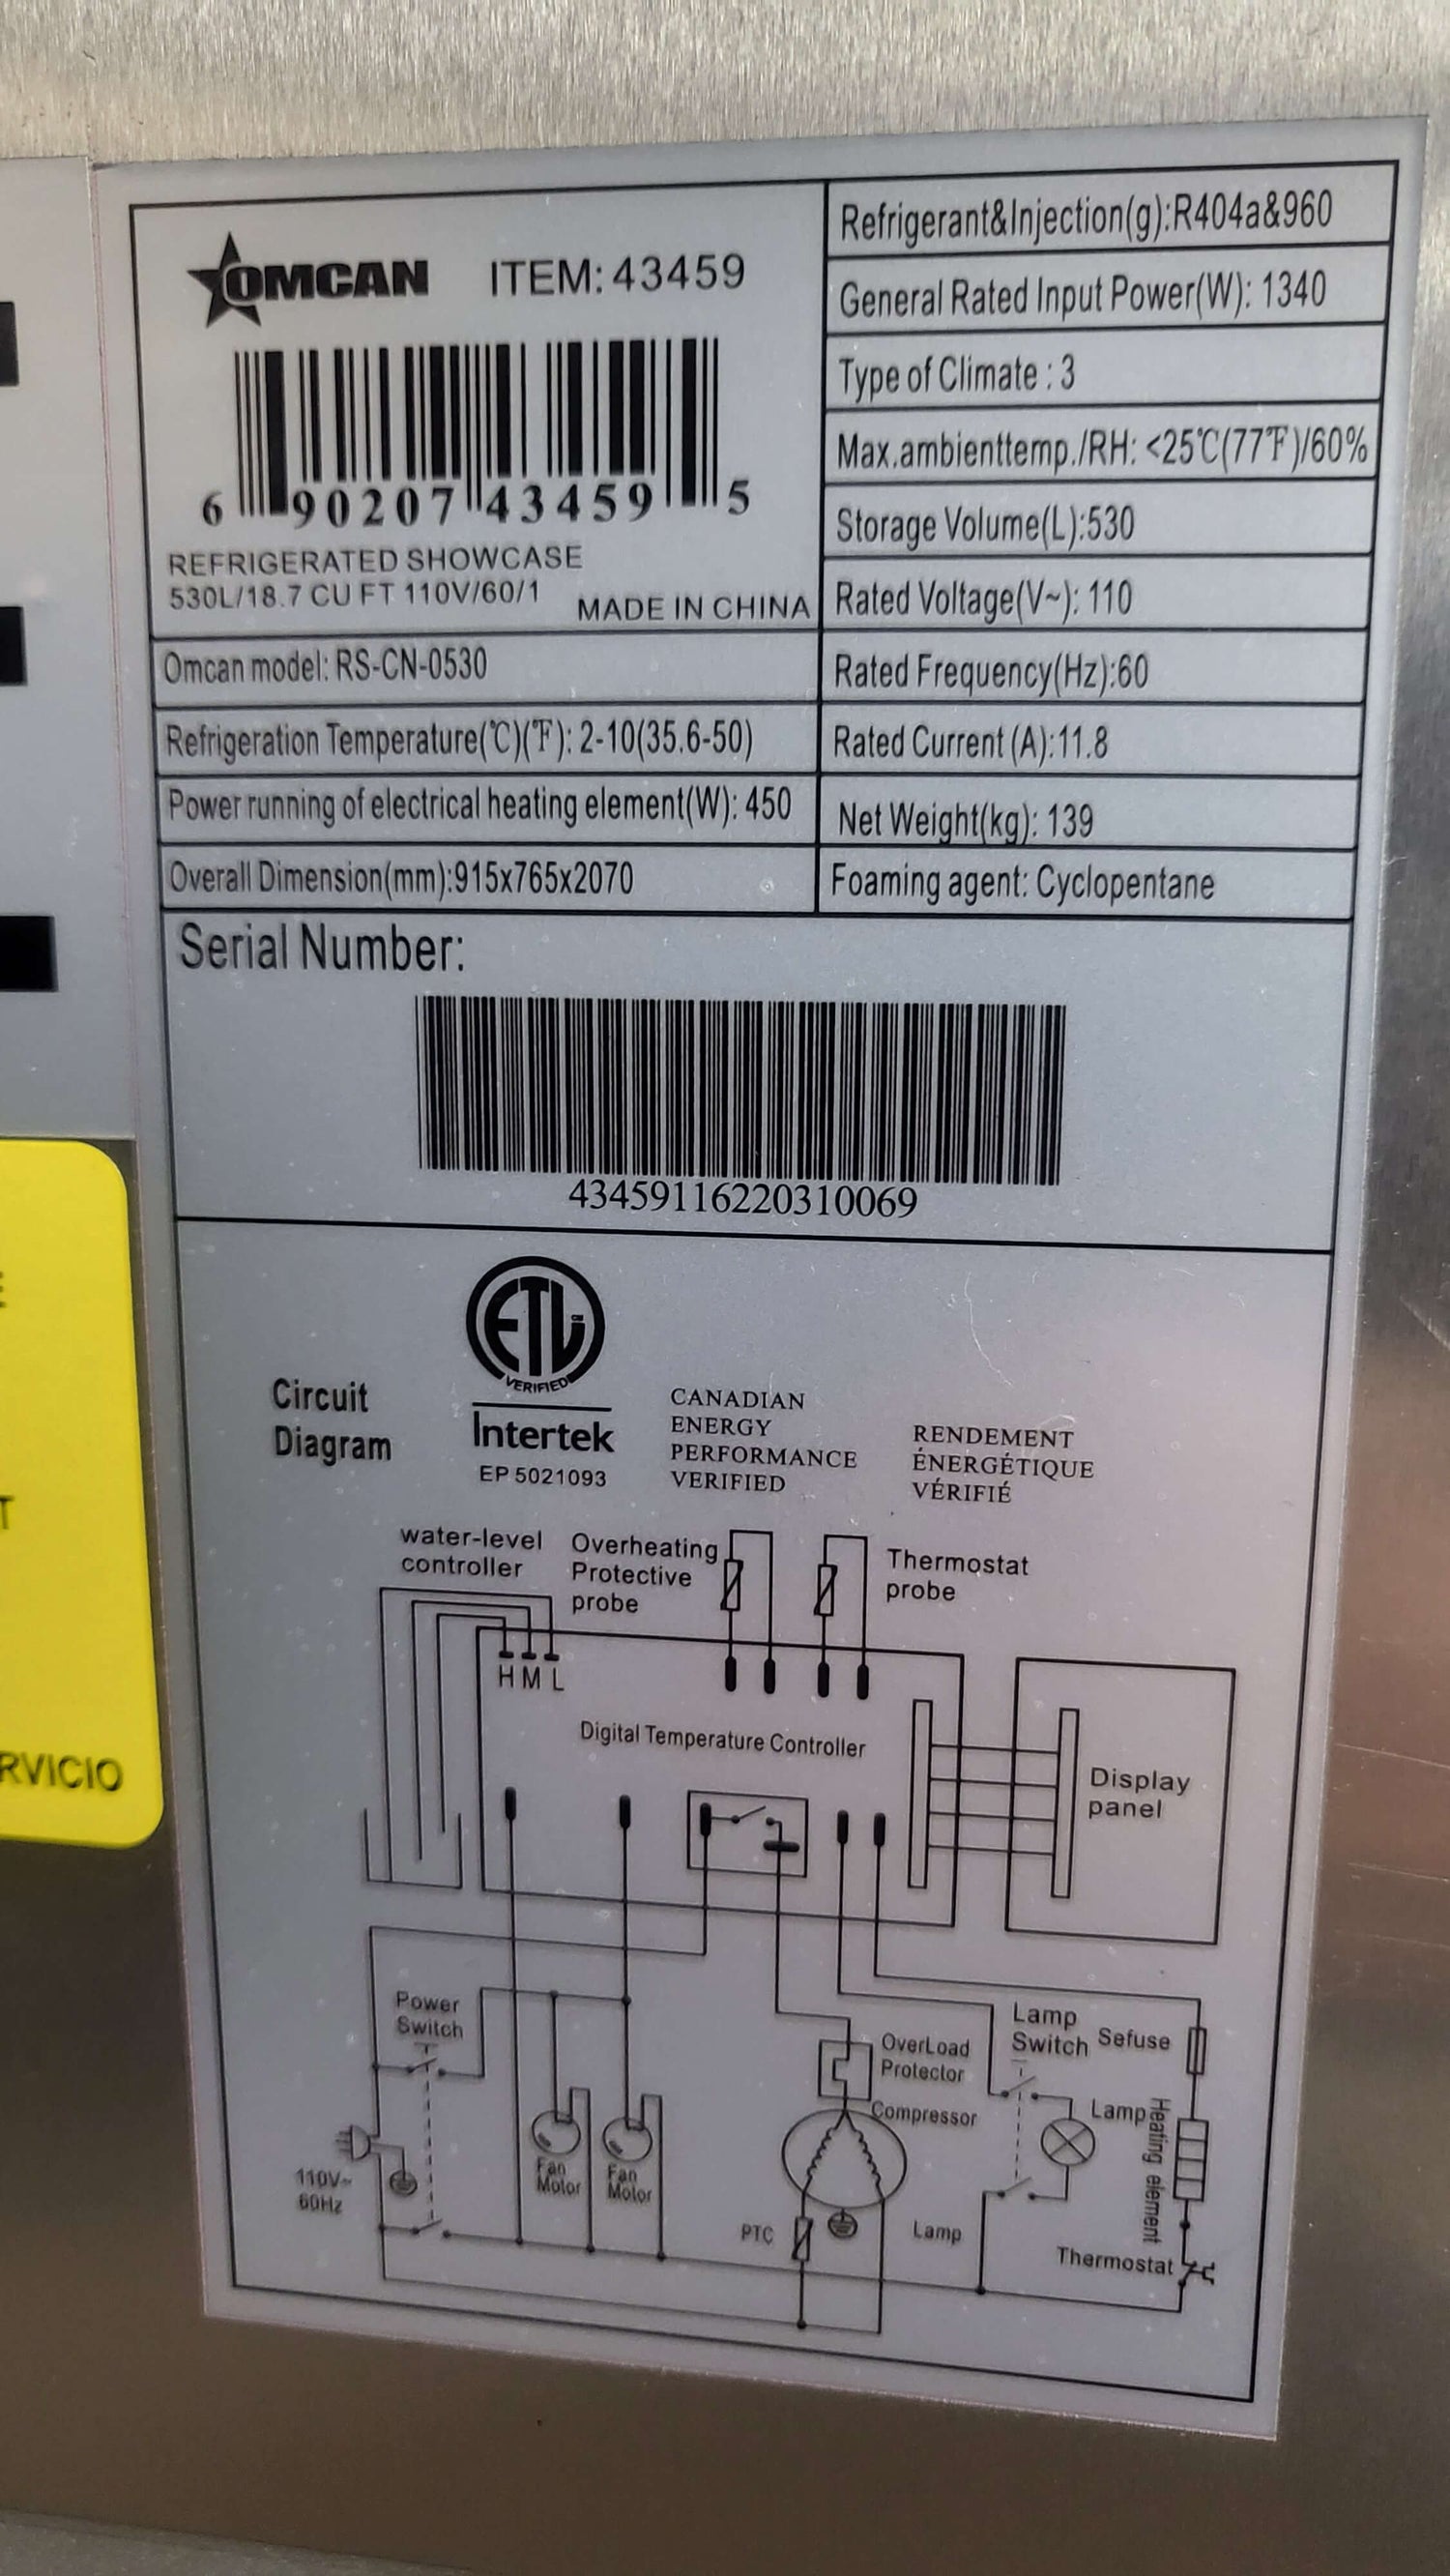 OMCAN ITEM: 43459
6 90207 43459 5
REFRIGERATED SHOWCASE
530L/18.7 CU FT 110V/60/1
MADE IN CHINA
Omcan model: RS-CN-0530
Refrigeration Temperature(℃)(℉): 2-10(35.6-50)
Power running of electrical heating element(W): 450
Overall Dimension(mm):915x765x2070
Refrigerant&Injection(g):R404a&960
General Rated Input Power(W): 1340
Type of Climate : 3
Max.ambienttemp./RH: <25℃(77℉)/60%
Storage Volume(L):530
Rated Voltage(V~): 110
Rated Frequency(Hz):60
Rated Current (A):11.8
Net Weight(kg): 139
Foaming agent: Cyclopentane
Serial Number:
43459116220310069
Circuit
Diagram
ETL
VERIFIED
Intertek
EP 5021093
CANADIAN
ENERGY
PERFORMANCE
VERIFIED
RENDEMENT
ÉNERGÉTIQUE
VÉRIFIÉ
water-level
controller
Overheating
Protective
probe
Thermostat
probe
H M L
Digital Temperature Controller
Display
panel
Power
Switch
OverLoad
Protector
Compressor
Lamp
Switch
Sefuse
Lamp
Heating element
110V~
60Hz
Fan
Motor
Fan
Motor
PTC
Lamp
Thermostat
RVICIO